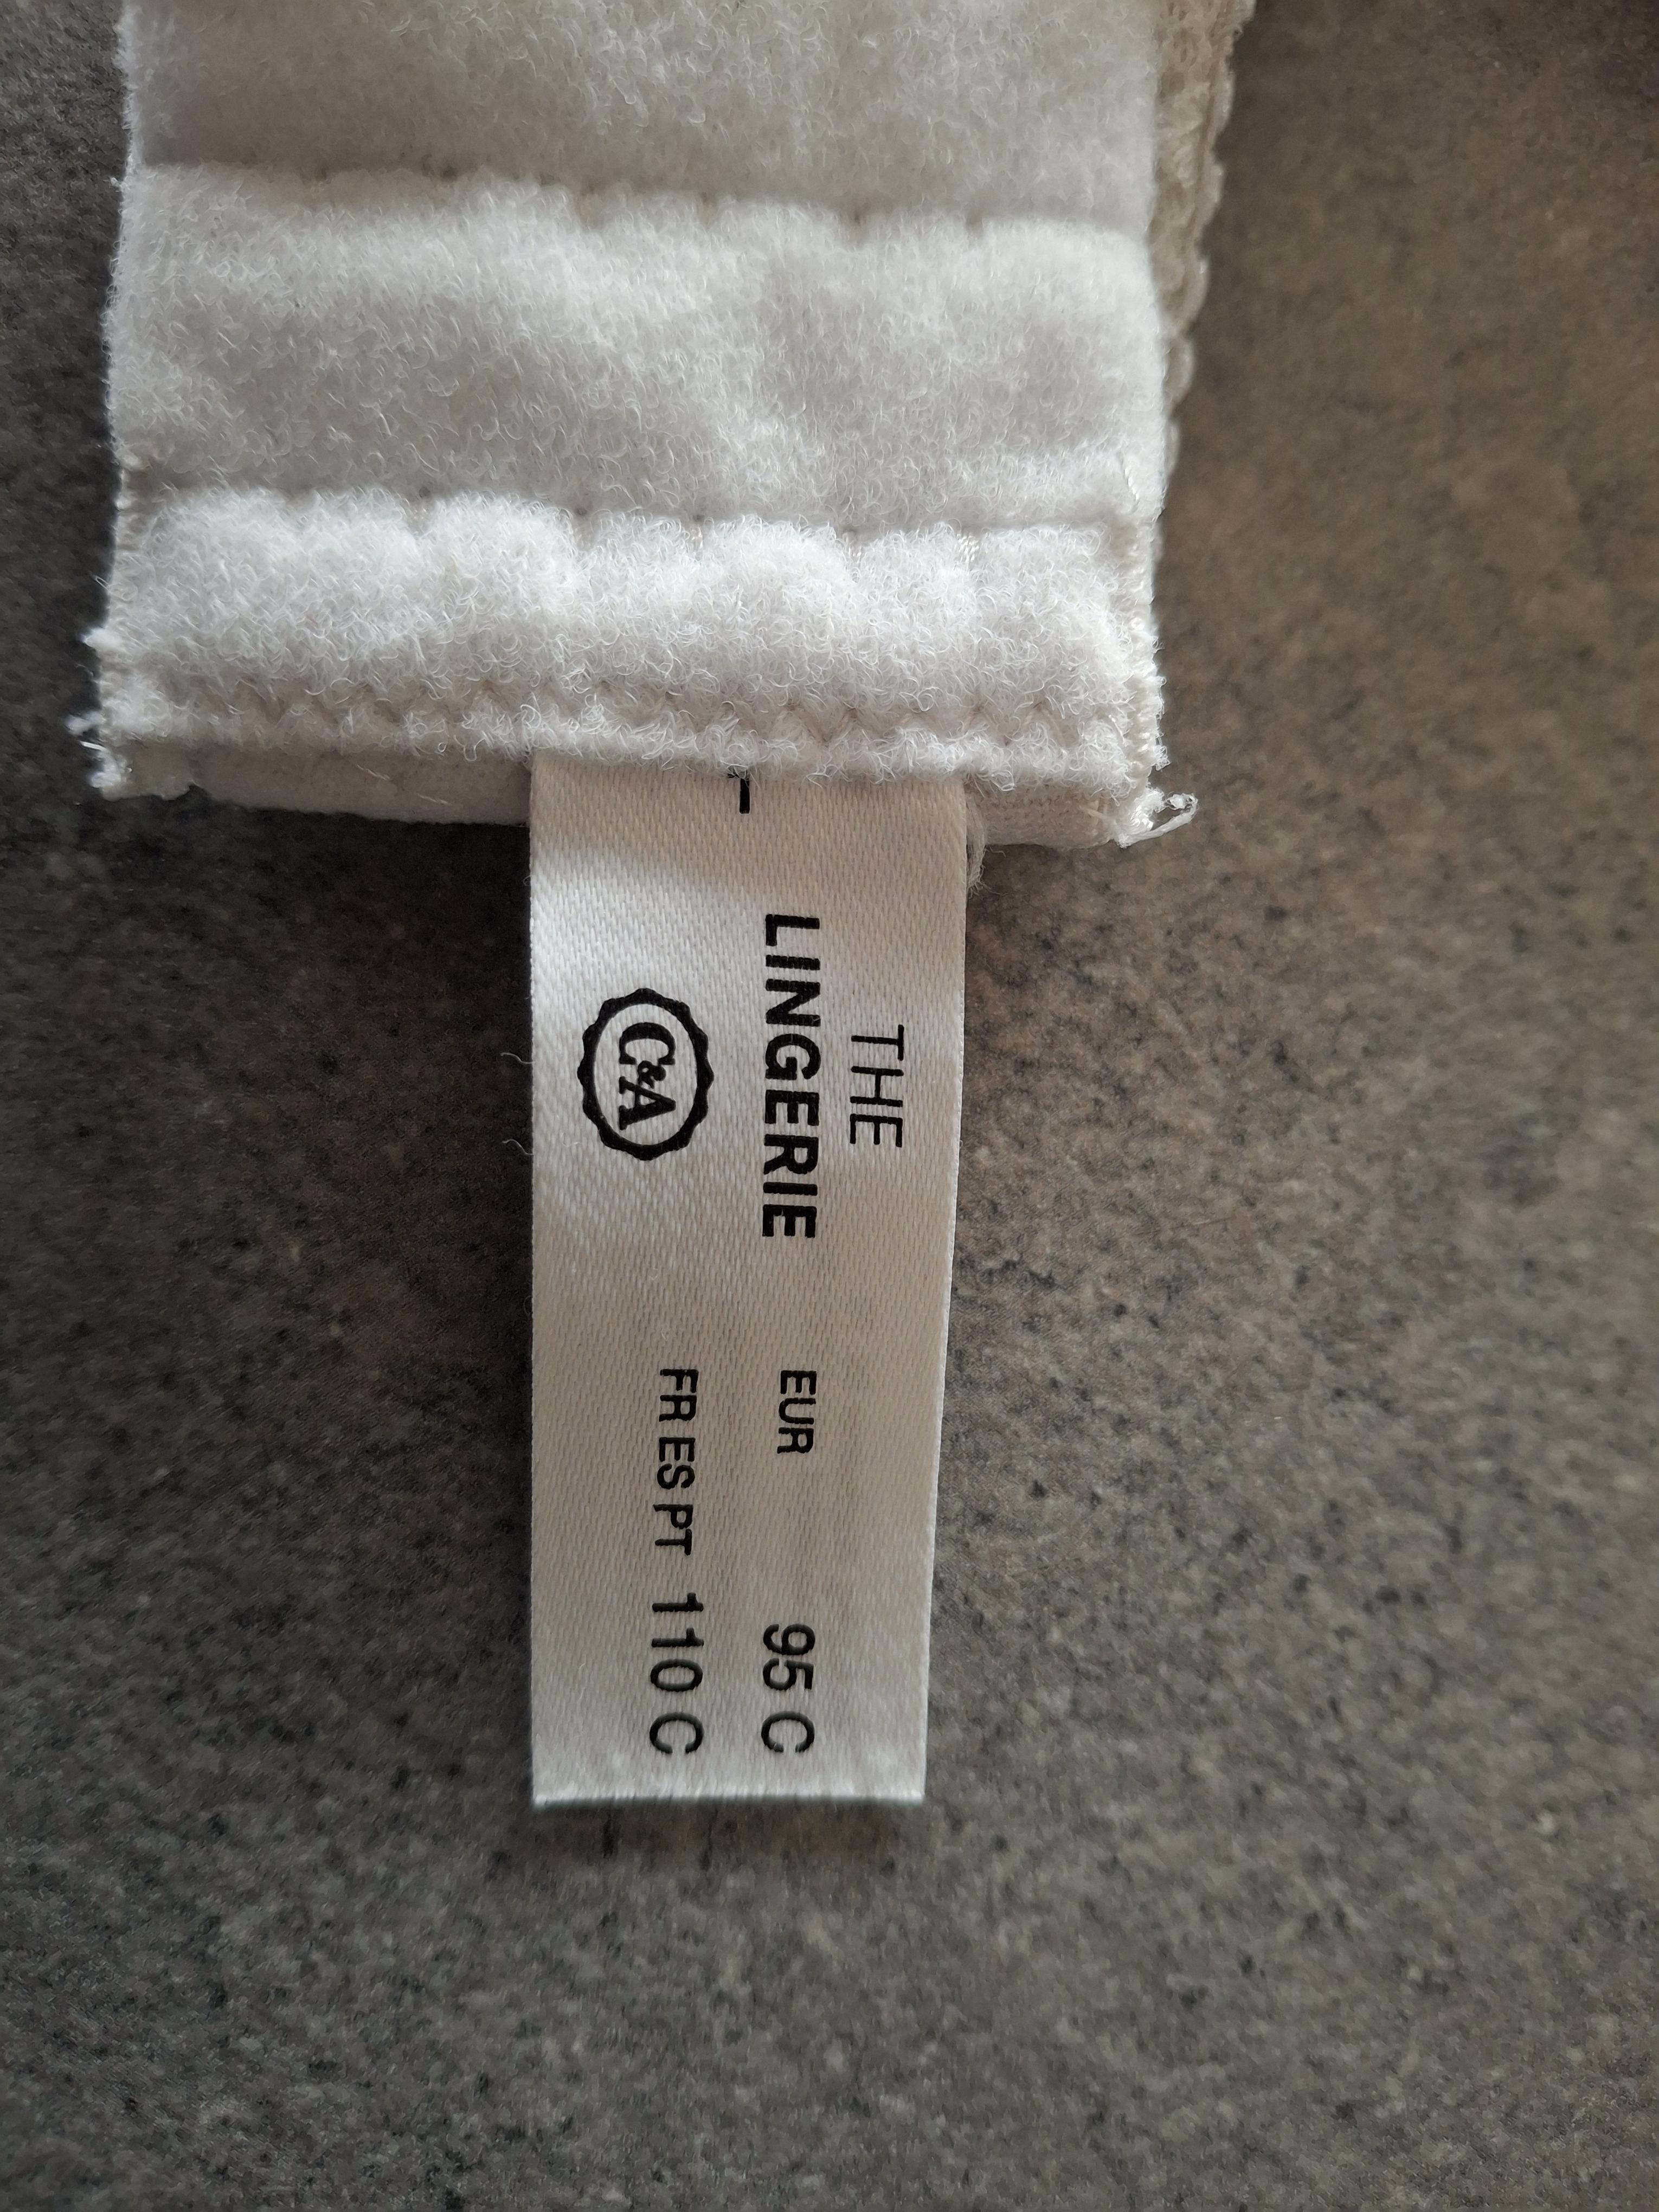 THE
LINGERIE
C&A
EUR 95 C
FR ES PT 110 C